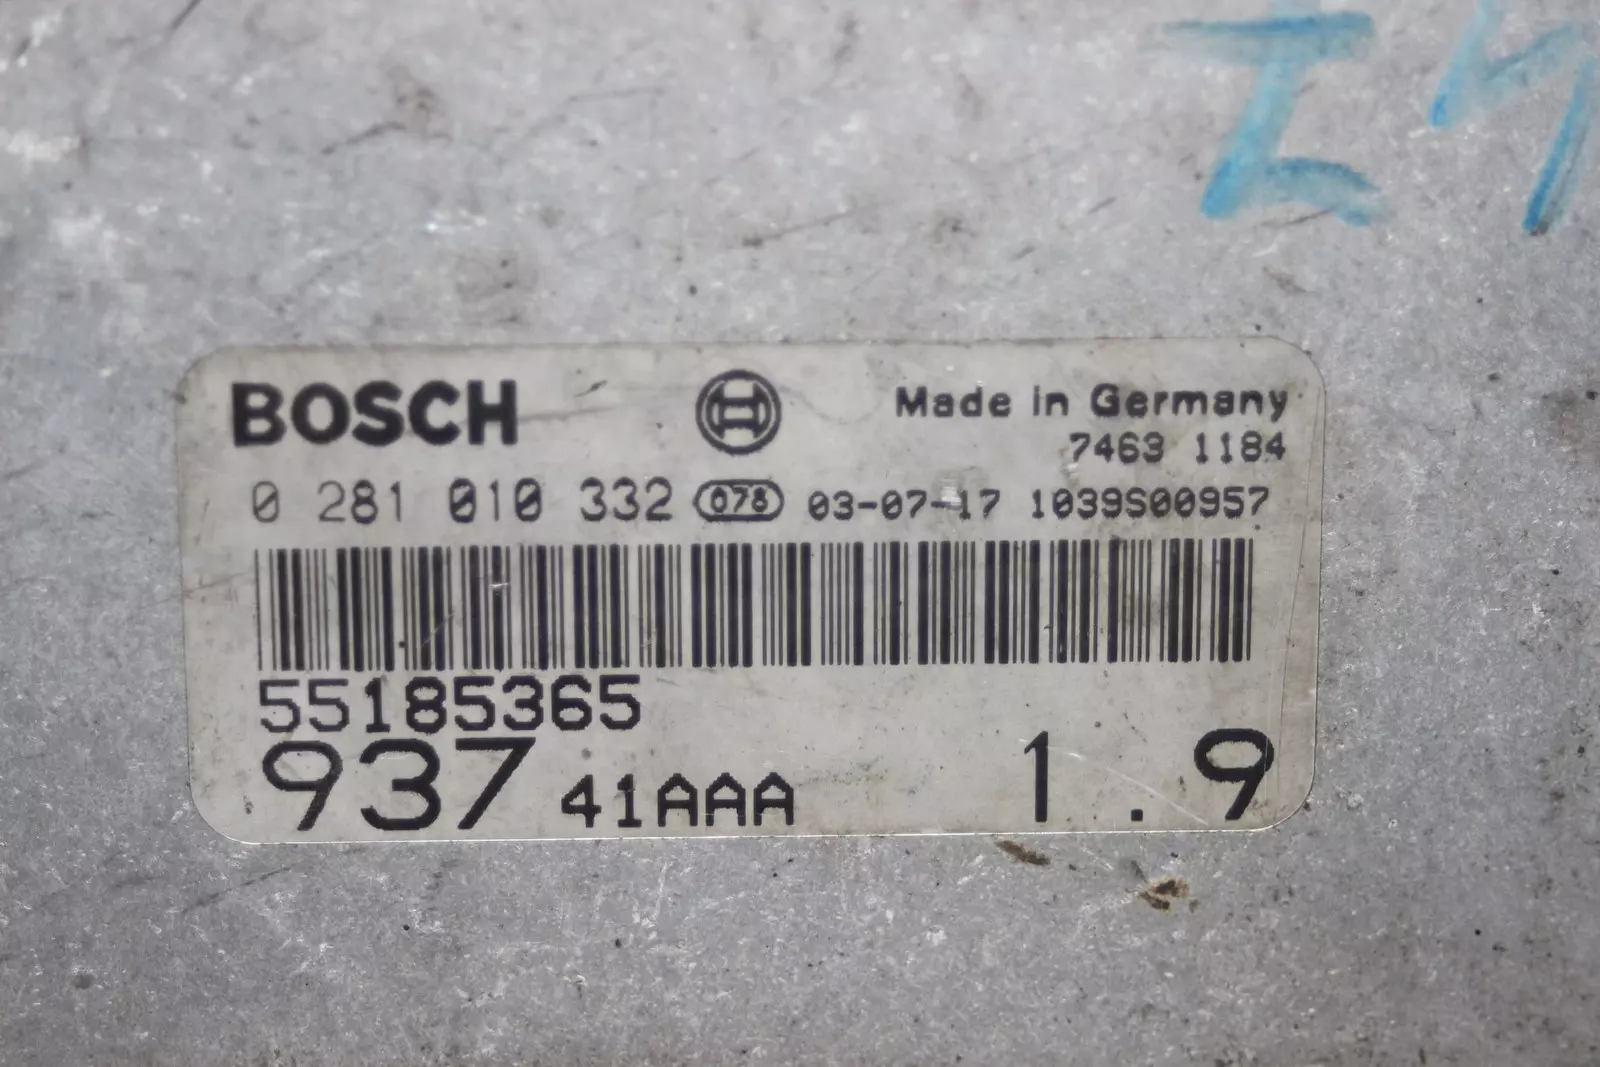 BOSCH Made in Germany
7463 1184
0 281 010 332 078 03-07-17 1039S00957
55185365
937 41AAA 1.9